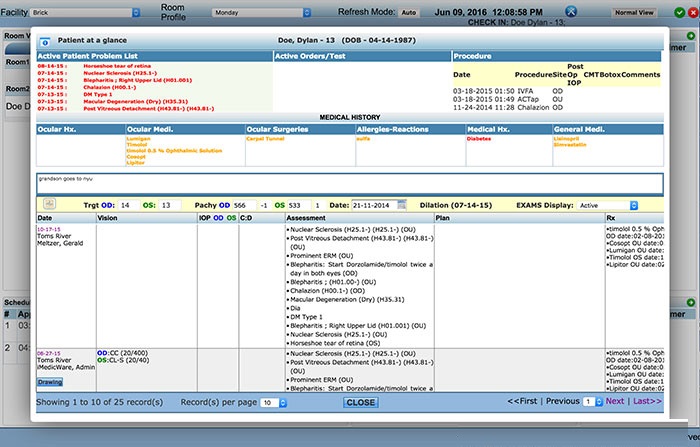 Facility Brick Room Profile Monday Refresh Mode: Auto Jun 09, 2016 12:08:58 PM Normal View
CHECK IN: Doe Dylan - 13;
Patient at a glance Doe, Dylan - 13 (DOB - 04-14-1987)
Room V
Room1
Room2
Doe D
Active Patient Problem List Active Orders/Test Procedure
08-14-15 : Horseshoe tear of retina
07-14-15 : Nuclear Sclerosis (H25.1-)
07-14-15 : Blepharitis ; Right Upper Lid (H01.001)
07-14-15 : Chalazion (H00.1-)
07-13-15 : DM Type 1
07-13-15 : Macular Degeneration (Dry) (H35.31)
07-13-15 : Post Vitreous Detachment (H43.81-) (H43.81-)
Date Procedure Site Post Op IOP CMT Botox Comments
03-18-2015 01:50 IVFA OD
03-18-2015 01:49 ACTap OU
11-24-2014 11:28 Chalazion OD
MEDICAL HISTORY
Ocular Hx. Ocular Medi. Ocular Surgeries Allergies-Reactions Medical Hx. General Medi.
Lumigan
Timolol
timolol 0.5 % Ophthalmic Solution
Cosopt
Lipitor
Carpel Tunnel
sulfa
Diabetes
Lisinopril
Simvastatin
grandson goes to nyu
Trgt OD: 14 OS: 13 Pachy OD 566 -1 OS 533 1 Date: 21-11-2014 Dilation (07-14-15) EXAMS Display: Active
Date Vision IOP OD OS C:D Assessment Plan Rx
10-17-15
Toms River
Meltzer, Gerald
•Nuclear Sclerosis (H25.1-) (H25.1-) (OU)
•Post Vitreous Detachment (H43.81-) (H43.81-) (OU)
•Prominent ERM (OU)
•Blepharitis: Start Dorzolamide/timolol twice a day in both eyes (OD)
•Blepharitis ; (H01.00-) (OU)
•Chalazion (H00.1-) (OD)
•Macular Degeneration (Dry) (H35.31)
•Dia
•DM Type 1
•Blepharitis ; Right Upper Lid (H01.001) (OU)
•Nuclear Sclerosis (H25.1-) (OU)
•Horseshoe tear of retina (OS)
•timolol 0.5 % Oph
OD date:02-08-201
•Cosopt OU date:0
•Lumigan OU date:
•Timolol OU date:1
•Lipitor OU date:02
08-27-15
Toms River
iMedicWare, Admin
Drawing
OD:CC (20/400)
OS:CL-S (20/40)
•Nuclear Sclerosis (H25.1-) (H25.1-) (OU)
•Post Vitreous Detachment (H43.81-) (H43.81-) (OU)
•Prominent ERM (OU)
•Blepharitis: Start Dorzolamide/timolol twice a
•timolol 0.5 % Oph
OD date:02-08-201
•Cosopt OU date:0
•Lumigan OU date:
•Timolol OU date:1
Schedul
# App
1 03:
2 04:
Showing 1 to 10 of 25 record(s) Record(s) per page 10 CLOSE <<First | Previous 1 Next | Last>>